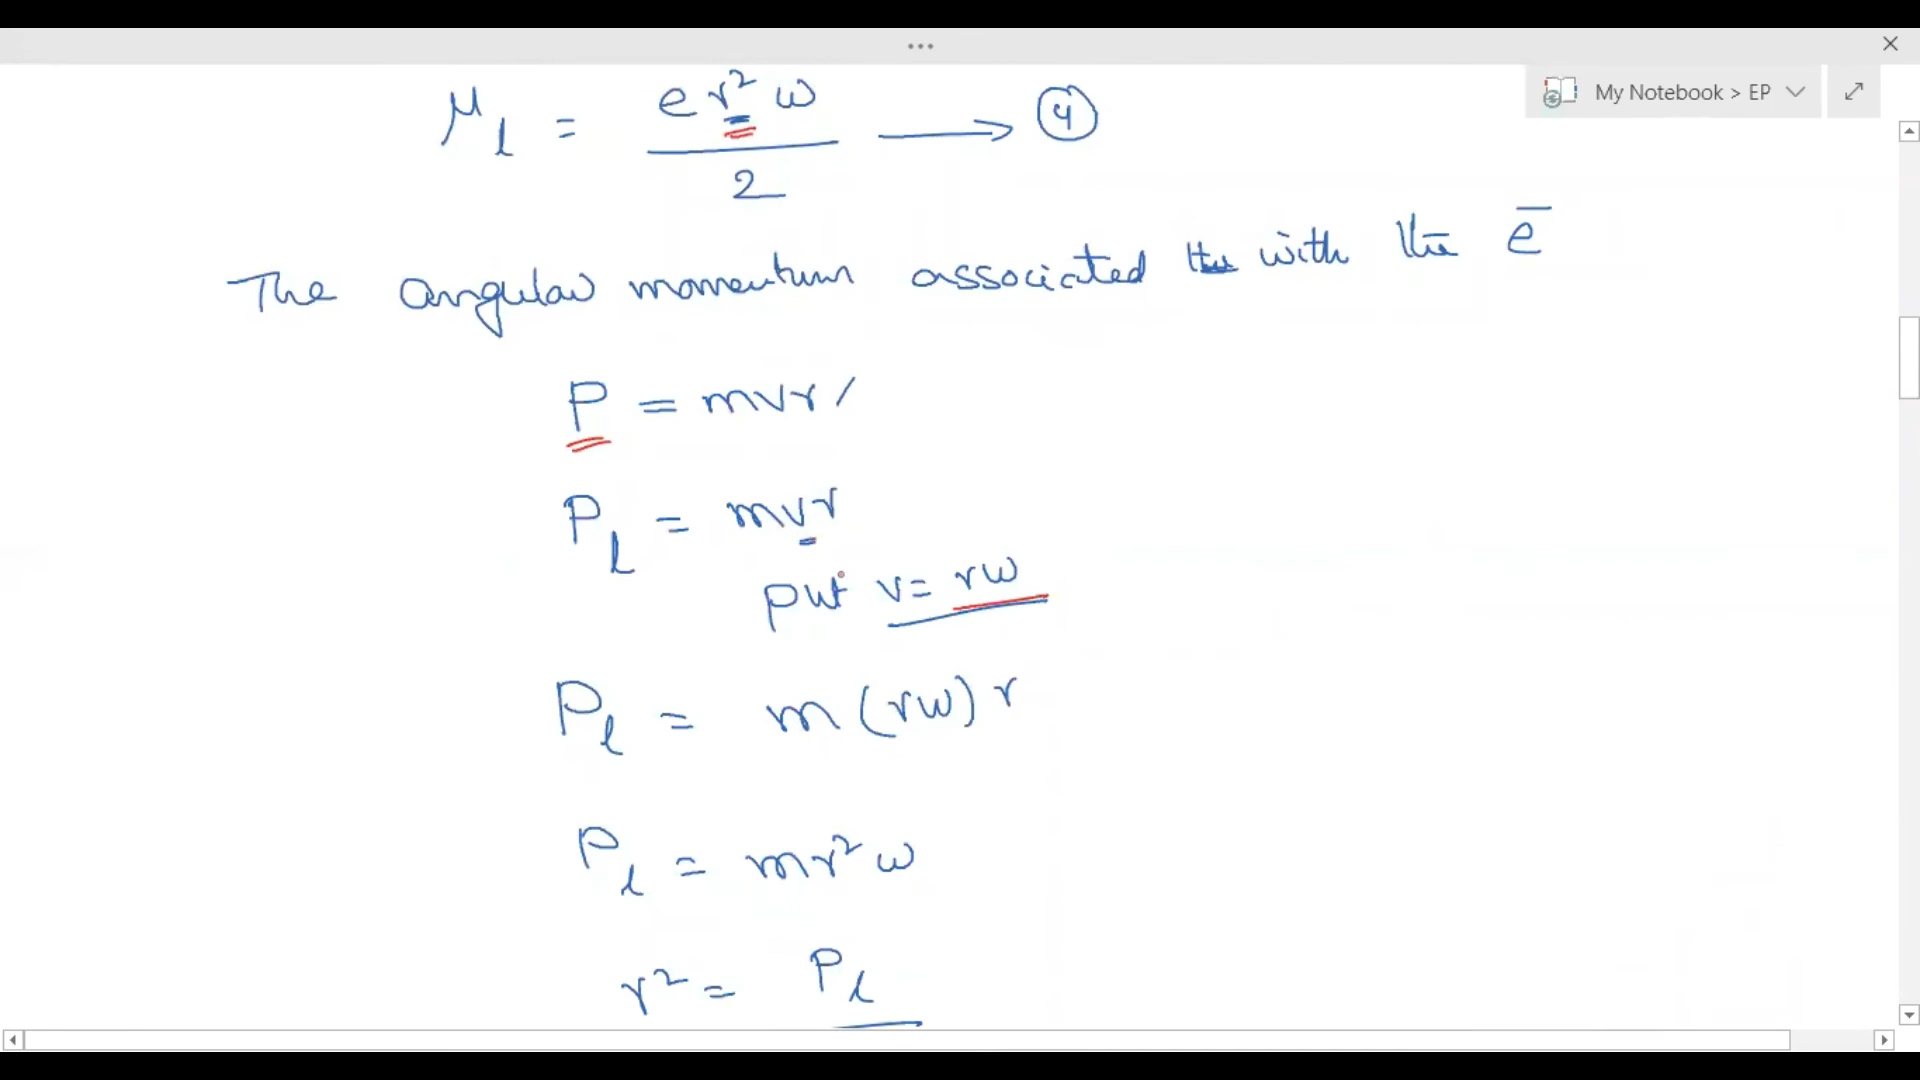 My Notebook > EP
μl = er²ω / 2 → ④
The angular momentum associated with the e̅
P = mvr
Pl = mvr
put v = rω
Pl = m (rω) r
Pl = mr²ω
r² = Pl